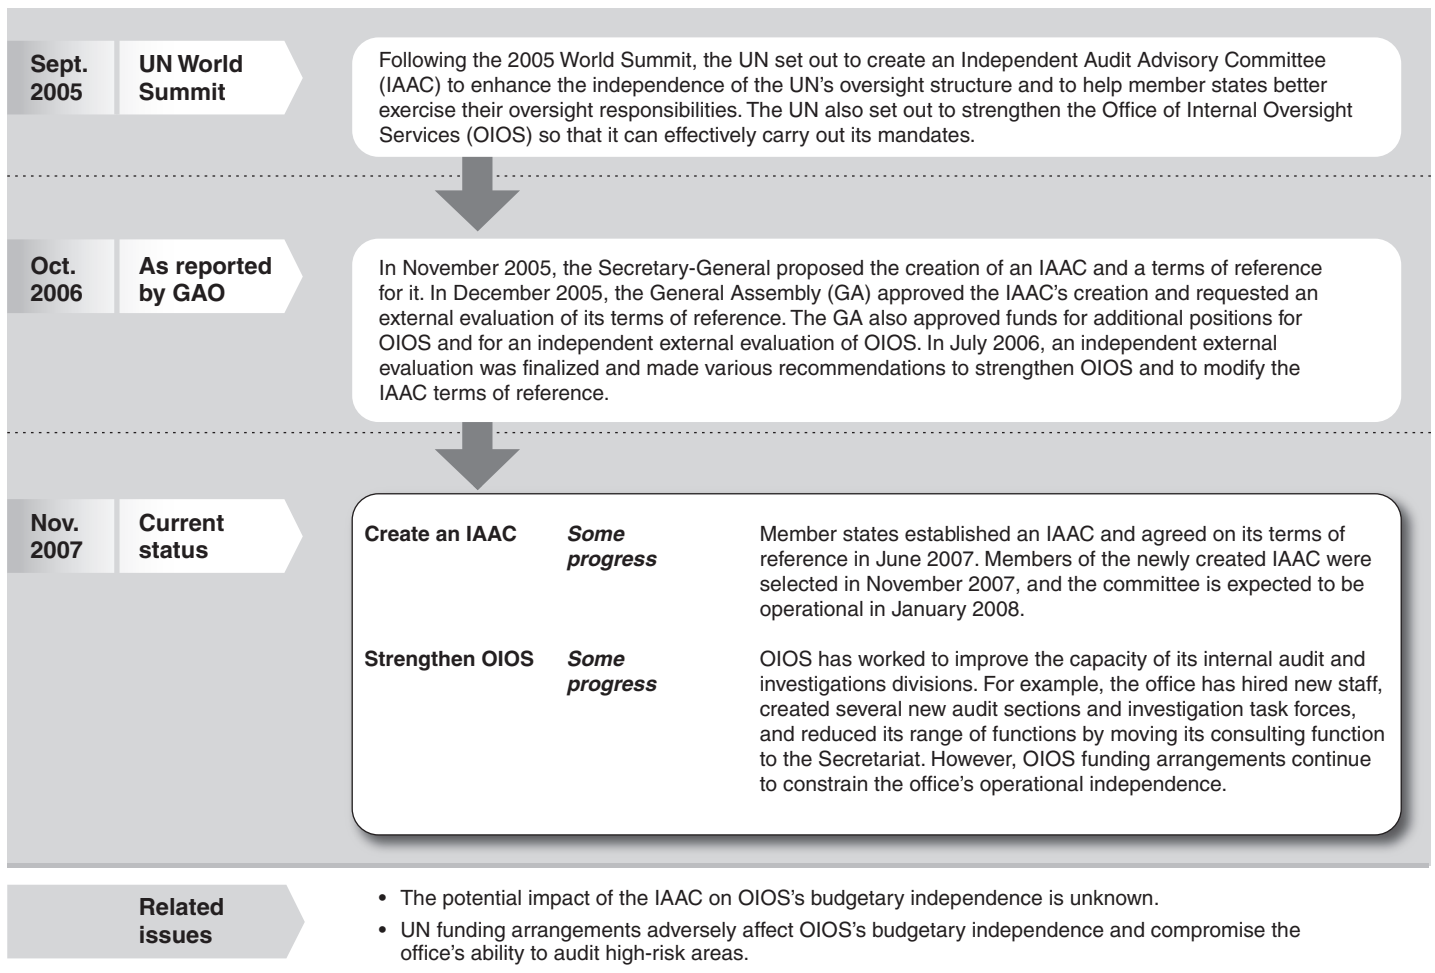 Sept.
2005
UN World
Summit
Following the 2005 World Summit, the UN set out to create an Independent Audit Advisory Committee
(IAAC) to enhance the independence of the UN's oversight structure and to help member states better
exercise their oversight responsibilities. The UN also set out to strengthen the Office of Internal Oversight
Services (OIOS) so that it can effectively carry out its mandates.
Oct.
2006
As reported
by GAO
In November 2005, the Secretary-General proposed the creation of an IAAC and a terms of reference
for it. In December 2005, the General Assembly (GA) approved the IAAC's creation and requested an
external evaluation of its terms of reference. The GA also approved funds for additional positions for
OIOS and for an independent external evaluation of OIOS. In July 2006, an independent external
evaluation was finalized and made various recommendations to strengthen OIOS and to modify the
IAAC terms of reference.
Nov.
2007
Current
status
Create an IAAC
Some
progress
Member states established an IAAC and agreed on its terms of
reference in June 2007. Members of the newly created IAAC were
selected in November 2007, and the committee is expected to be
operational in January 2008.
Strengthen OIOS
Some
progress
OIOS has worked to improve the capacity of its internal audit and
investigations divisions. For example, the office has hired new staff,
created several new audit sections and investigation task forces,
and reduced its range of functions by moving its consulting function
to the Secretariat. However, OIOS funding arrangements continue
to constrain the office's operational independence.
Related
issues
• The potential impact of the IAAC on OIOS's budgetary independence is unknown.
• UN funding arrangements adversely affect OIOS's budgetary independence and compromise the
office's ability to audit high-risk areas.